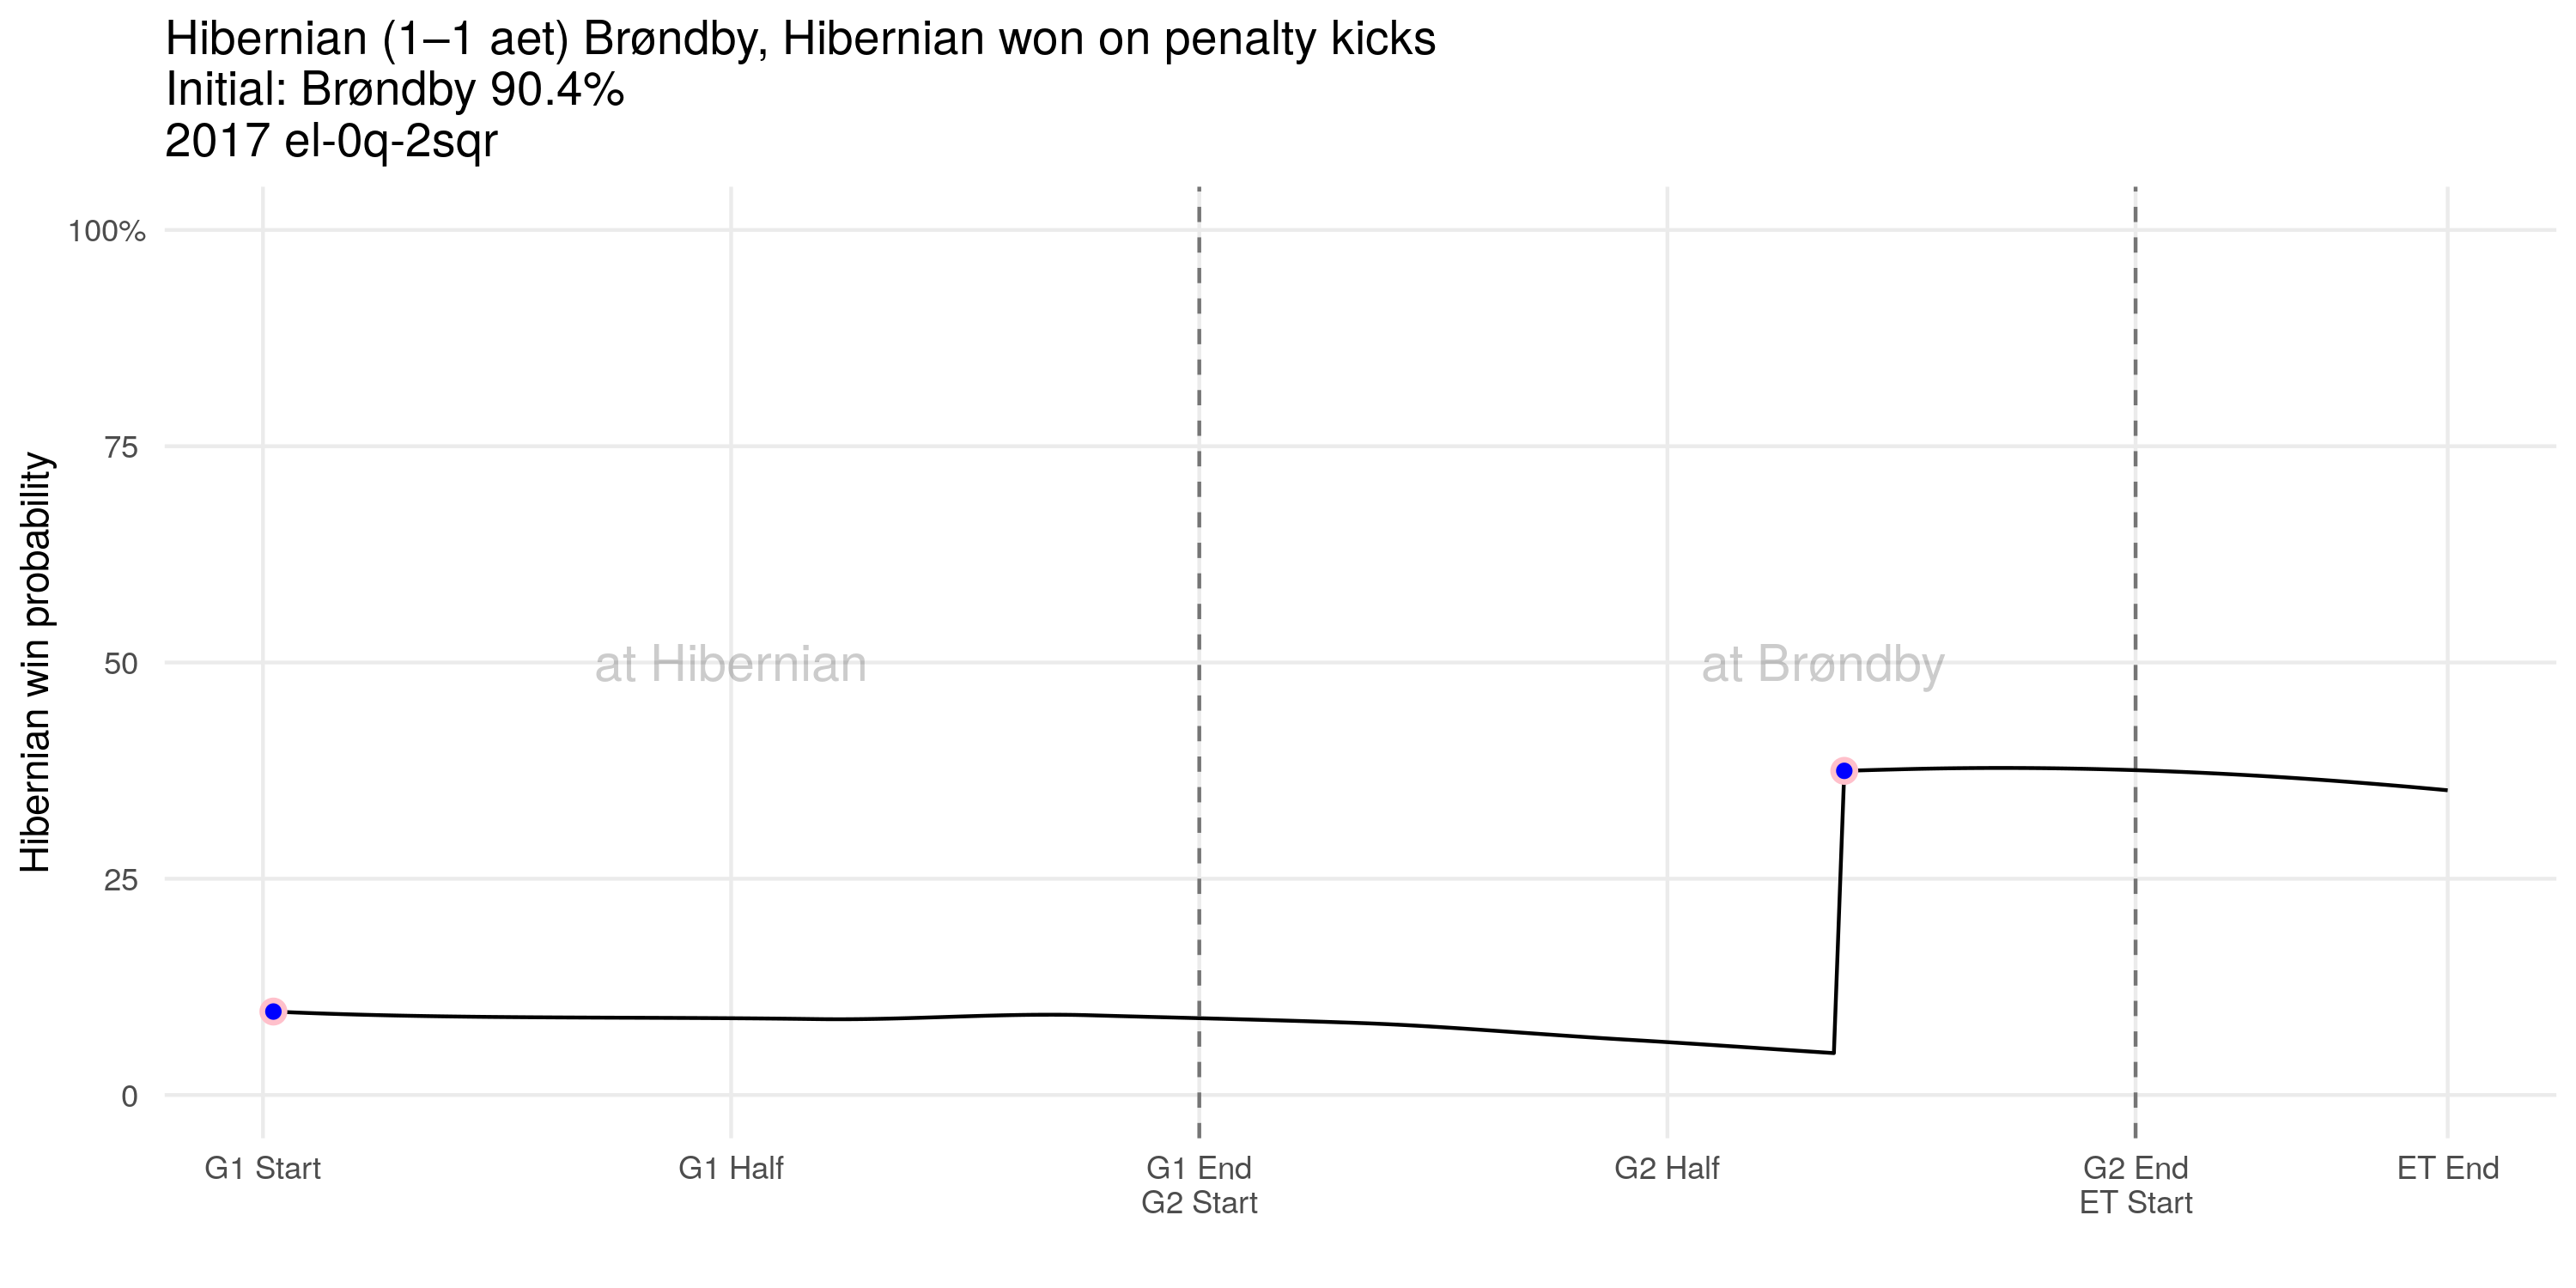 Hibernian (1–1 aet) Brøndby, Hibernian won on penalty kicks
Initial: Brøndby 90.4%
2017 el-0q-2sqr
Hibernian win probability
100%
75
50
25
0
at Hibernian
at Brøndby
G1 Start
G1 Half
G1 End
G2 Start
G2 Half
G2 End
ET Start
ET End